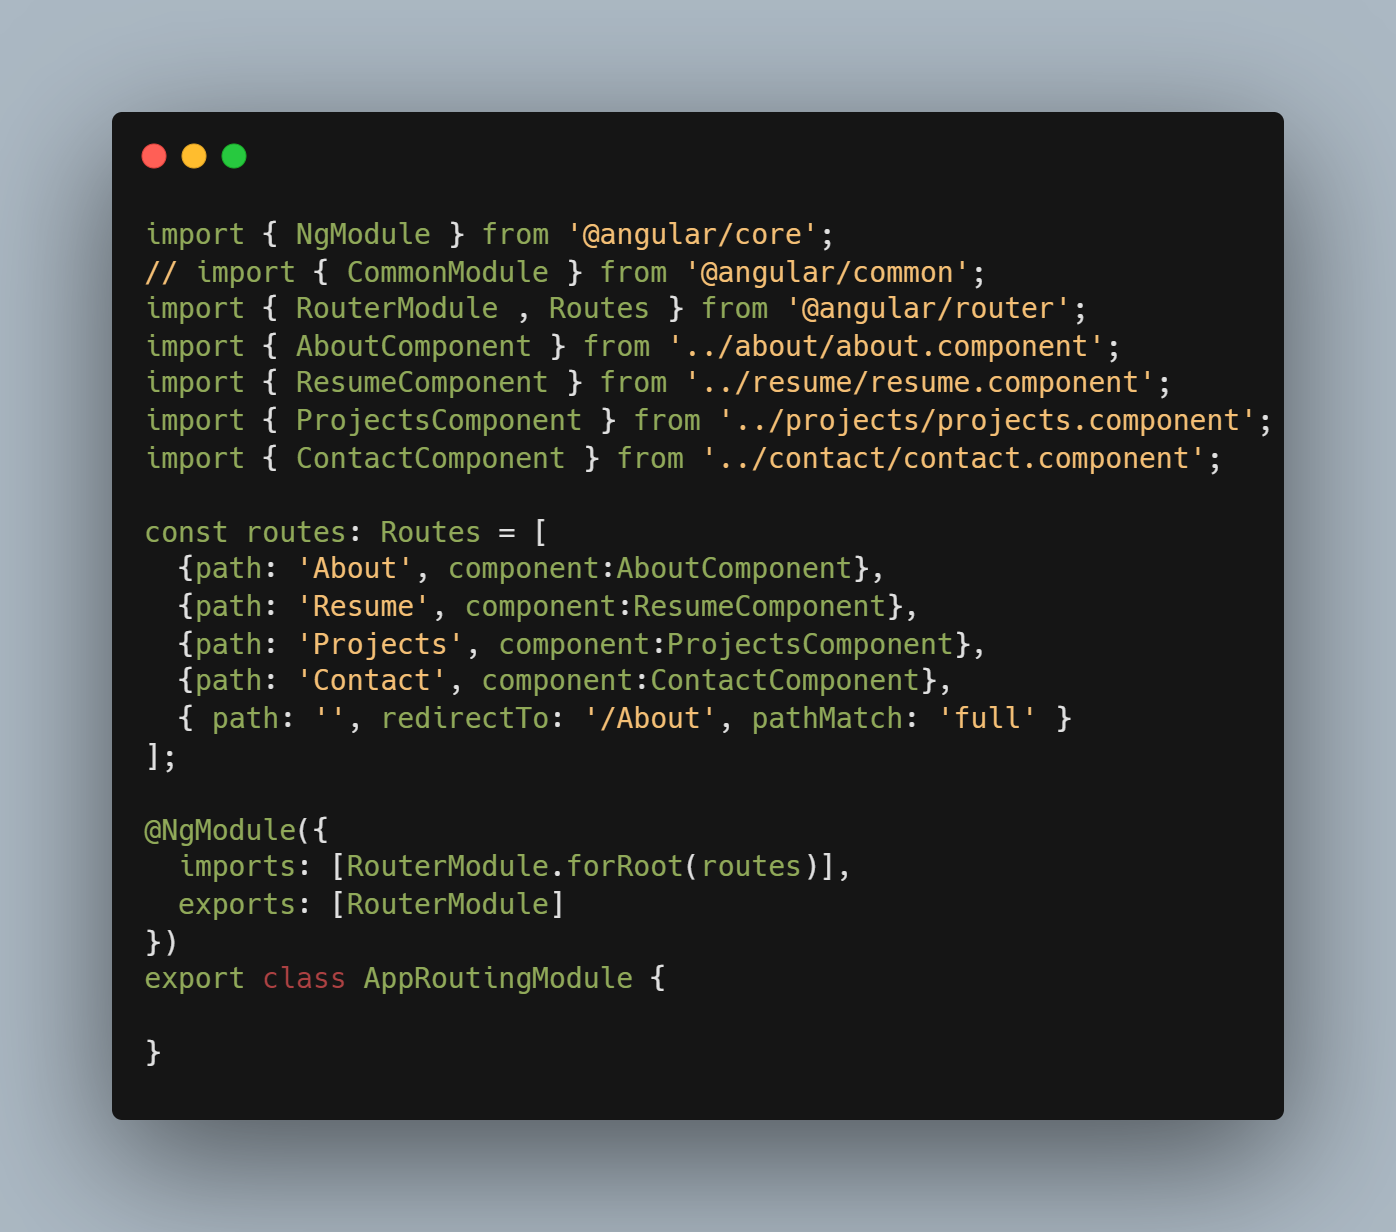 import { NgModule } from '@angular/core';
// import { CommonModule } from '@angular/common';
import { RouterModule , Routes } from '@angular/router';
import { AboutComponent } from '../about/about.component';
import { ResumeComponent } from '../resume/resume.component';
import { ProjectsComponent } from '../projects/projects.component';
import { ContactComponent } from '../contact/contact.component';

const routes: Routes = [
  {path: 'About', component:AboutComponent},
  {path: 'Resume', component:ResumeComponent},
  {path: 'Projects', component:ProjectsComponent},
  {path: 'Contact', component:ContactComponent},
  { path: '', redirectTo: '/About', pathMatch: 'full' }
];

@NgModule({
  imports: [RouterModule.forRoot(routes)],
  exports: [RouterModule]
})
export class AppRoutingModule {

}